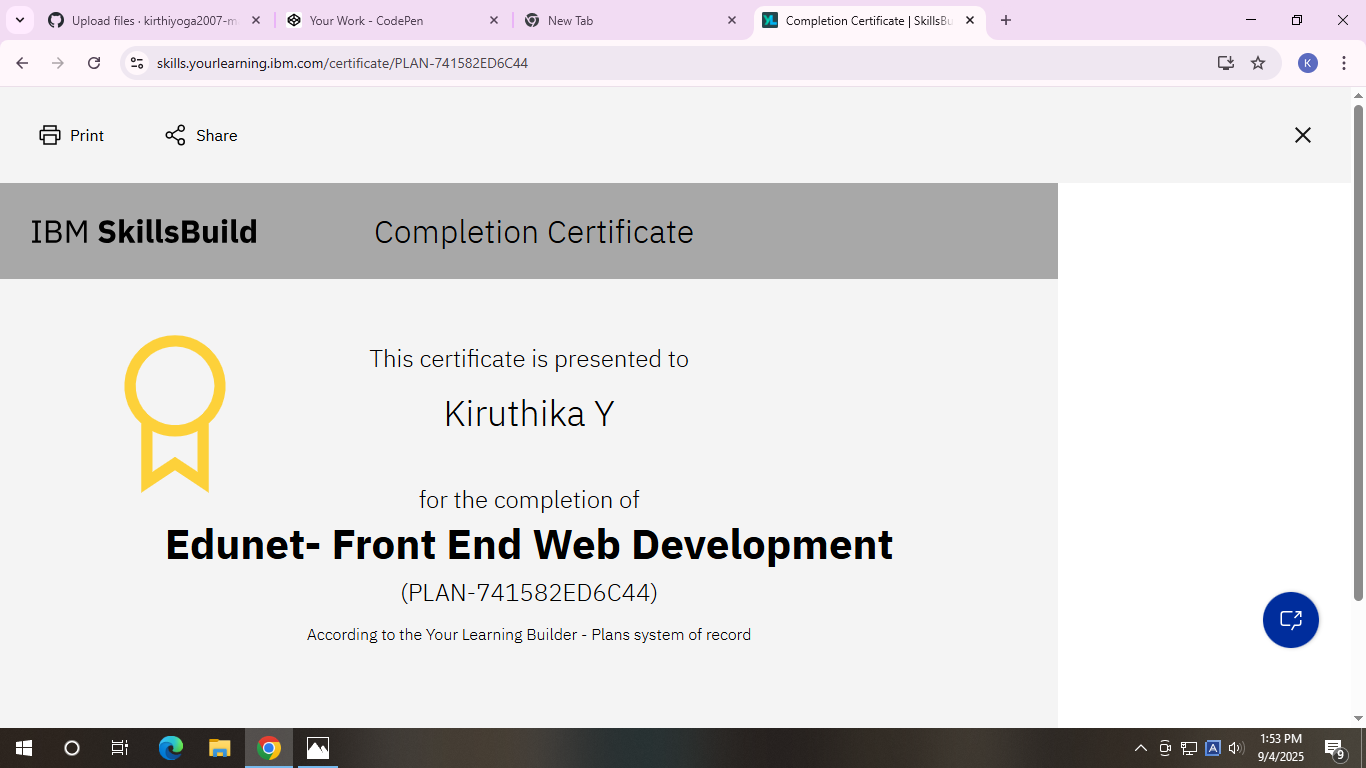 Upload files · kirthiyoga2007-m
Your Work - CodePen
New Tab
Completion Certificate | SkillsBu
skills.yourlearning.ibm.com/certificate/PLAN-741582ED6C44
K
Print
Share
IBM SkillsBuild
Completion Certificate
This certificate is presented to
Kiruthika Y
for the completion of
Edunet- Front End Web Development
(PLAN-741582ED6C44)
According to the Your Learning Builder - Plans system of record
A
1:53 PM
9/4/2025
9